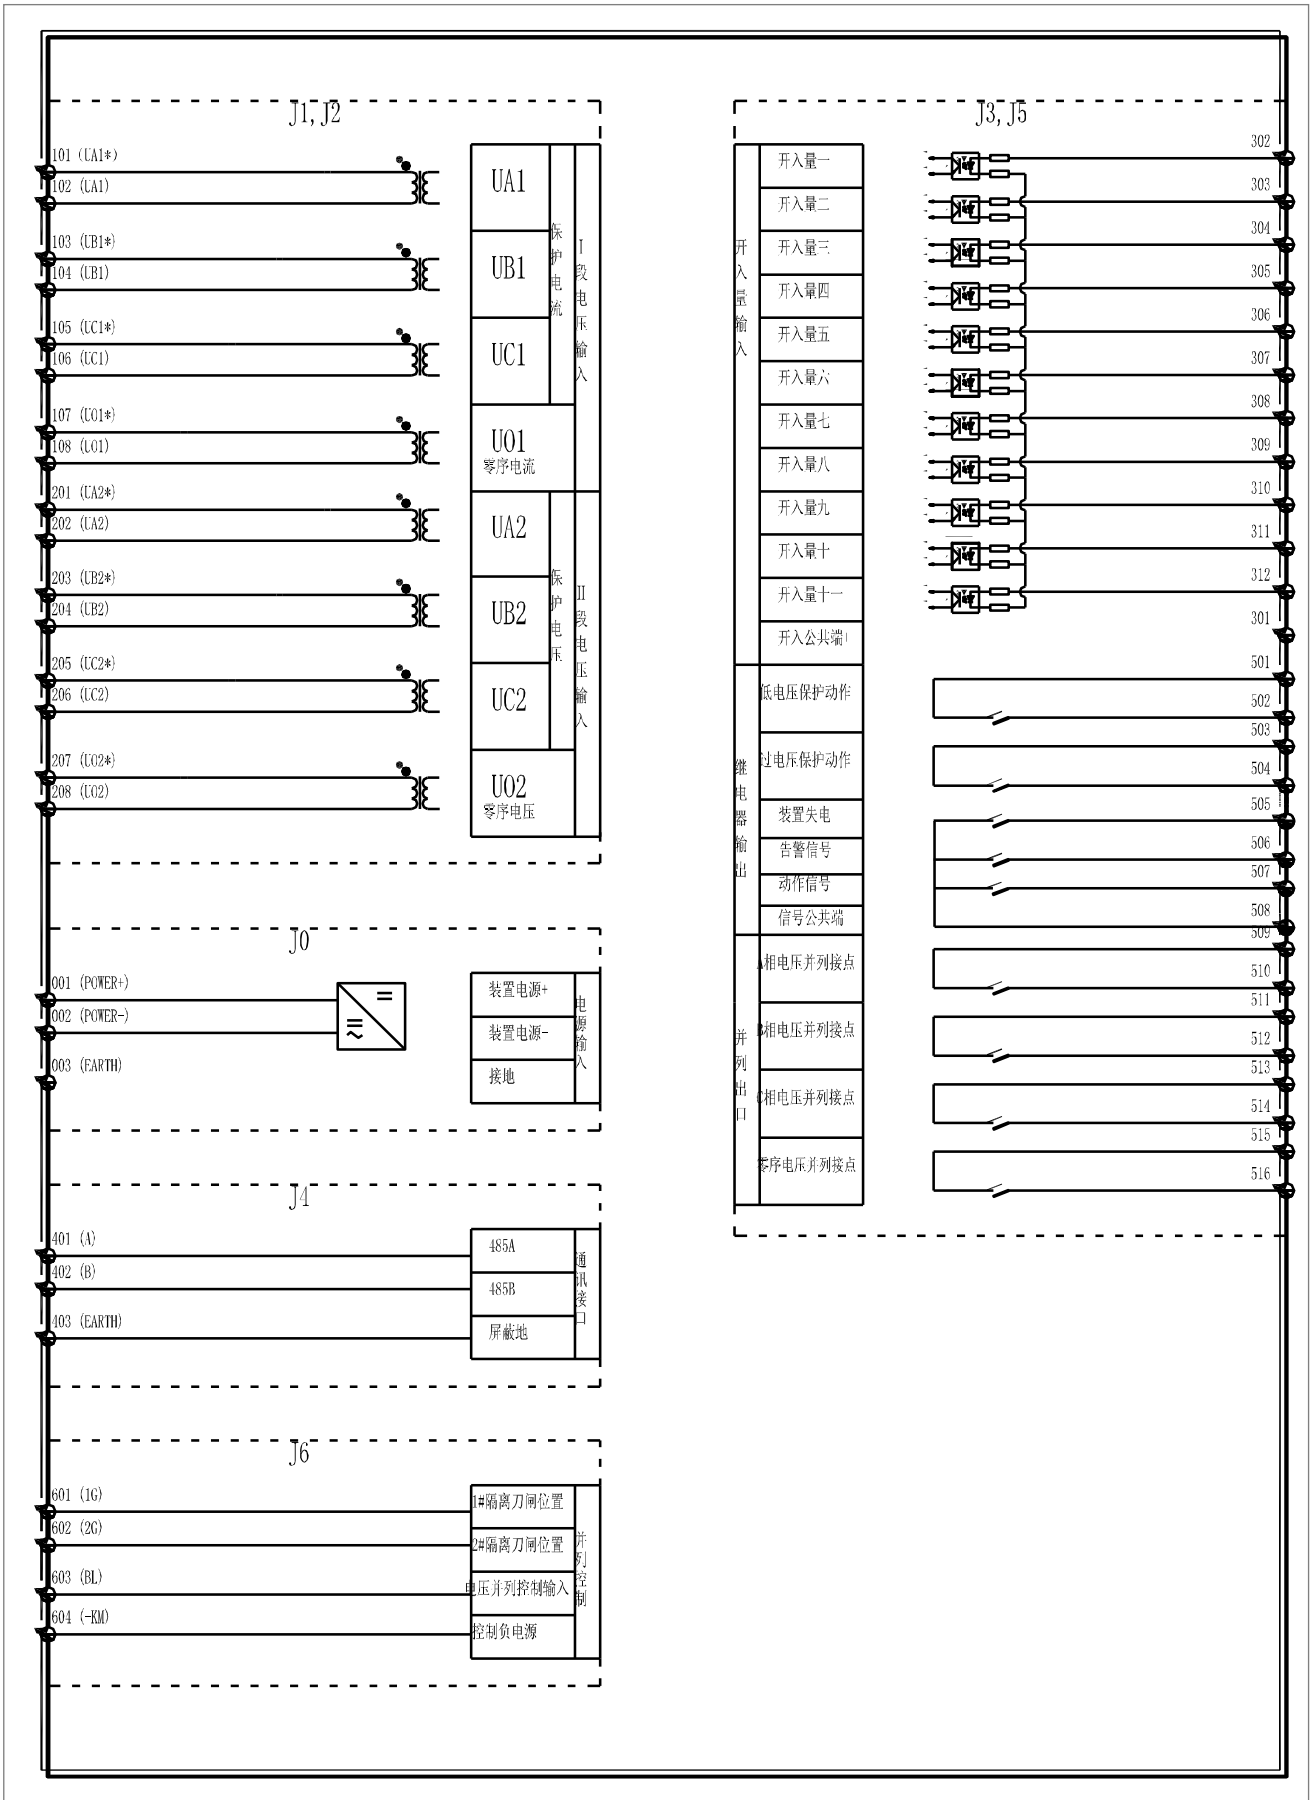 J1,J2
101 (UA1*)
102 (UA1)
103 (UB1*)
104 (UB1)
105 (UC1*)
106 (UC1)
107 (UO1*)
108 (UO1)
201 (UA2*)
202 (UA2)
203 (UB2*)
204 (UB2)
205 (UC2*)
206 (UC2)
207 (UO2*)
208 (UO2)
UA1
UB1
UC1
UO1
零序电流
UA2
UB2
UC2
UO2
零序电压
保护电流
保护电压
I段电压输入
II段电压输入
J0
001 (POWER+)
002 (POWER-)
003 (EARTH)
装置电源+
装置电源-
接地
电源输入
J4
401 (A)
402 (B)
403 (EARTH)
485A
485B
屏蔽地
通讯接口
J6
601 (1G)
602 (2G)
603 (BL)
604 (-KM)
1#隔离刀闸位置
2#隔离刀闸位置
电压并列控制输入
控制负电源
并列控制
J3,J5
开入量输入
开入量一
开入量二
开入量三
开入量四
开入量五
开入量六
开入量七
开入量八
开入量九
开入量十
开入量十一
开入公共端
继电器输出
低电压保护动作
过电压保护动作
装置失电
告警信号
动作信号
信号公共端
并列出口
A相电压并列接点
B相电压并列接点
C相电压并列接点
零序电压并列接点
302
303
304
305
306
307
308
309
310
311
312
301
501
502
503
504
505
506
507
508
509
510
511
512
513
514
515
516